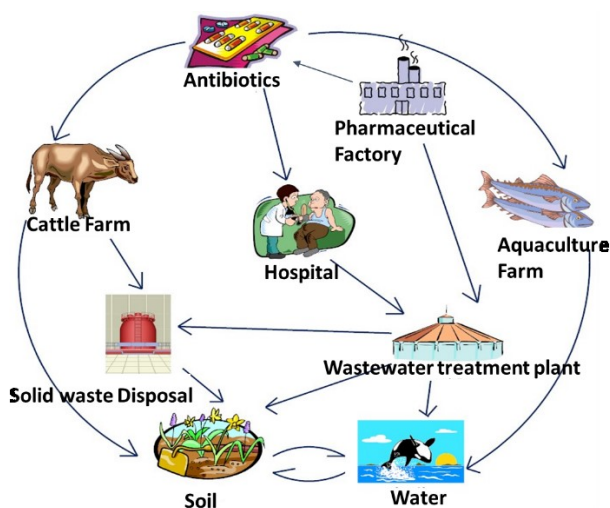 Antibiotics
Pharmaceutical
Factory
Cattle Farm
Hospital
Aquaculture
Farm
Wastewater treatment plant
Solid waste Disposal
Soil
Water